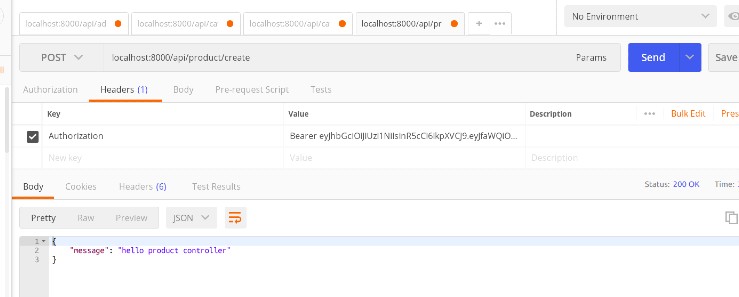 localhost:8000/api/ad localhost:8000/api/ca localhost:8000/api/ca localhost:8000/api/pr + ••• No Environment
POST localhost:8000/api/product/create Params Send Save
Authorization Headers (1) Body Pre-request Script Tests
Key Value Description ••• Bulk Edit Pres
Authorization Bearer
New key Value Description
Body Cookies Headers (6) Test Results Status: 200 OK Time:
Pretty Raw Preview JSON
1 {
2 "message": "hello product controller"
3 }